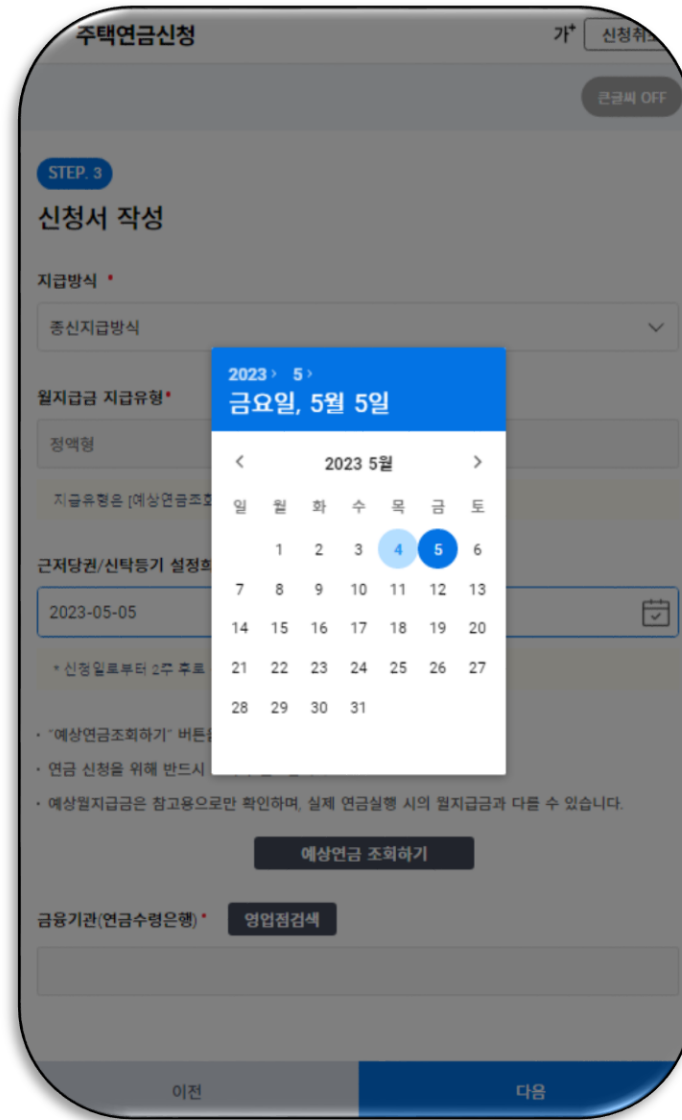 주택연금신청
가+ 신청취소
큰글씨 OFF
STEP. 3
신청서 작성
지급방식 *
종신지급방식
월지급금 지급유형*
정액형
지급유형은 [예상연금조회
근저당권/신탁등기 설정희
2023-05-05
* 신청일로부터 2주 후로
2023 > 5 >
금요일, 5월 5일
< 2023 5월 >
일 월 화 수 목 금 토
1 2 3 4 5 6
7 8 9 10 11 12 13
14 15 16 17 18 19 20
21 22 23 24 25 26 27
28 29 30 31
• "예상연금조회하기" 버튼을
• 연금 신청을 위해 반드시
• 예상월지급금은 참고용으로만 확인하며, 실제 연금실행 시의 월지급금과 다를 수 있습니다.
예상연금 조회하기
금융기관(연금수령은행) * 영업점검색
이전 다음